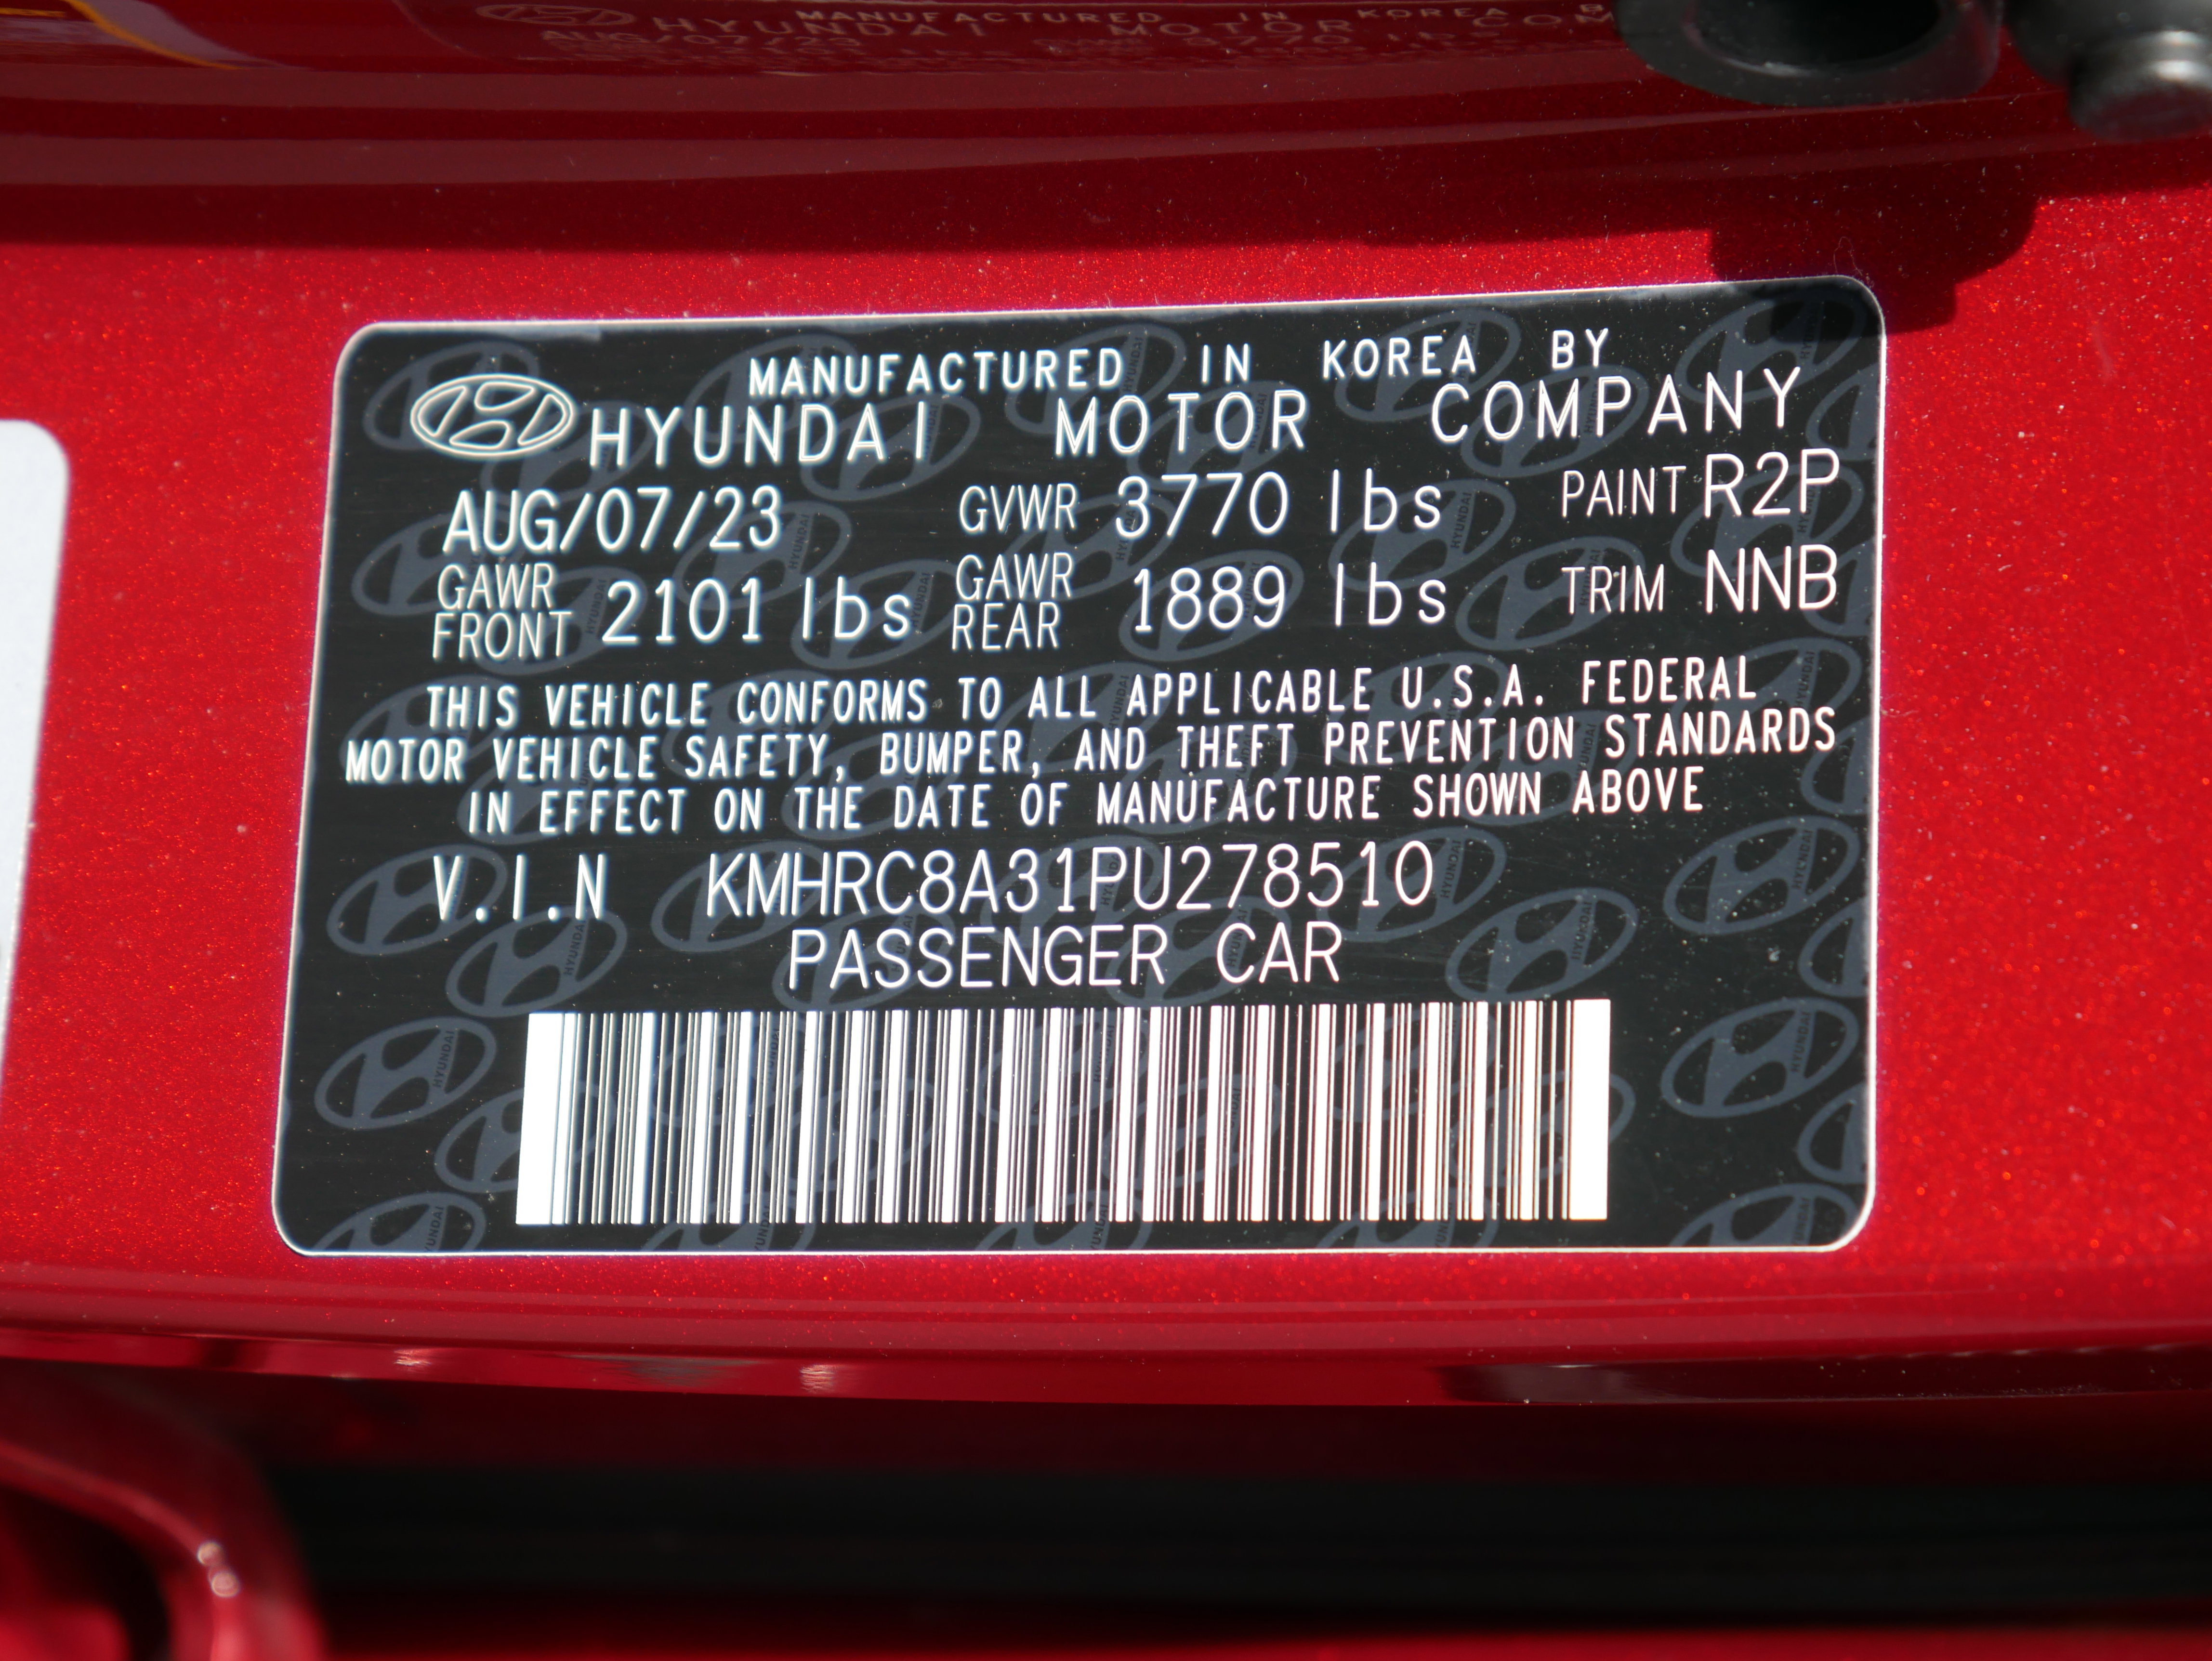 MANUFACTURED IN KOREA BY
HYUNDAI MOTOR COMPANY
AUG/07/23 GVWR 3770 lbs PAINT R2P
GAWR FRONT 2101 lbs GAWR REAR 1889 lbs TRIM NNB
THIS VEHICLE CONFORMS TO ALL APPLICABLE U.S.A. FEDERAL
MOTOR VEHICLE SAFETY, BUMPER, AND THEFT PREVENTION STANDARDS
IN EFFECT ON THE DATE OF MANUFACTURE SHOWN ABOVE
V.I.N KMHRC8A31PU278510
PASSENGER CAR